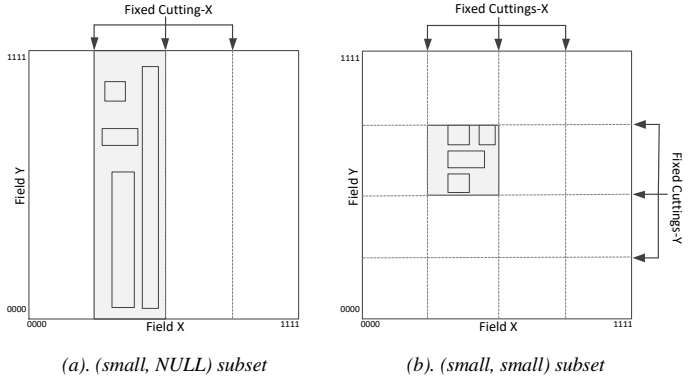 Fixed Cutting-X
1111
Field Y
0000
0000
Field X
1111
(a). (small, NULL) subset
Fixed Cuttings-X
1111
Field Y
Fixed Cuttings-Y
0000
0000
Field X
1111
(b). (small, small) subset